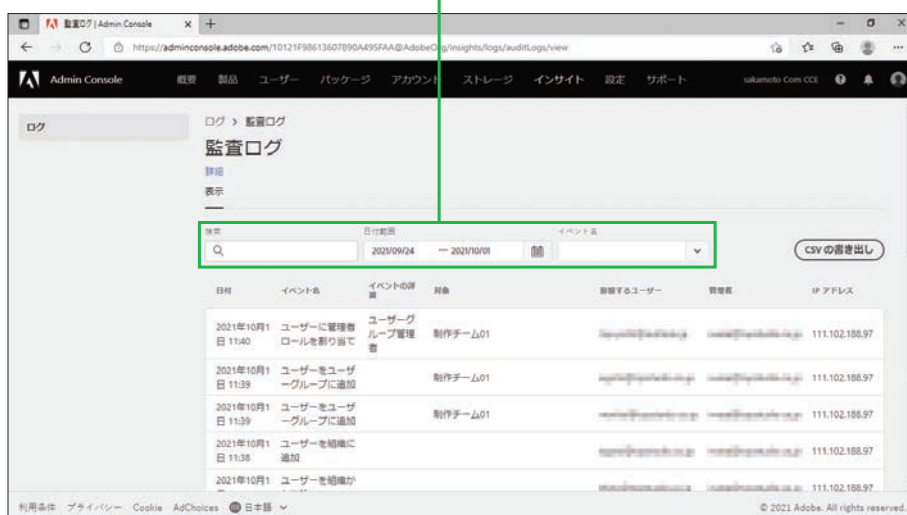 監査ログ | Admin Console
https://adminconsole.adobe.com/10121F98613607890A495FAA@AdobeOrg/insights/logs/auditLogs/view
Admin Console 概要 製品 ユーザー パッケージ アカウント ストレージ インサイト 設定 サポート sakamoto Com CCE
ログ
ログ > 監査ログ
監査ログ
詳細
表示
検索 日付範囲 イベント名
2021/09/24 — 2021/10/01
CSV の書き出し
日付 イベント名 イベントの詳細 対象 影響するユーザー 管理者 IP アドレス
2021年10月1日 11:40 ユーザーに管理者ロールを割り当て ユーザーグループ管理者 制作チーム01 111.102.188.97
2021年10月1日 11:39 ユーザーをユーザーグループに追加 制作チーム01 111.102.188.97
2021年10月1日 11:39 ユーザーをユーザーグループに追加 制作チーム01 111.102.188.97
2021年10月1日 11:38 ユーザーを組織に追加 111.102.188.97
2021年10月1 ユーザーを組織か 111.102.188.97
利用条件 プライバシー Cookie AdChoices 日本語
© 2021 Adobe. All rights reserved.